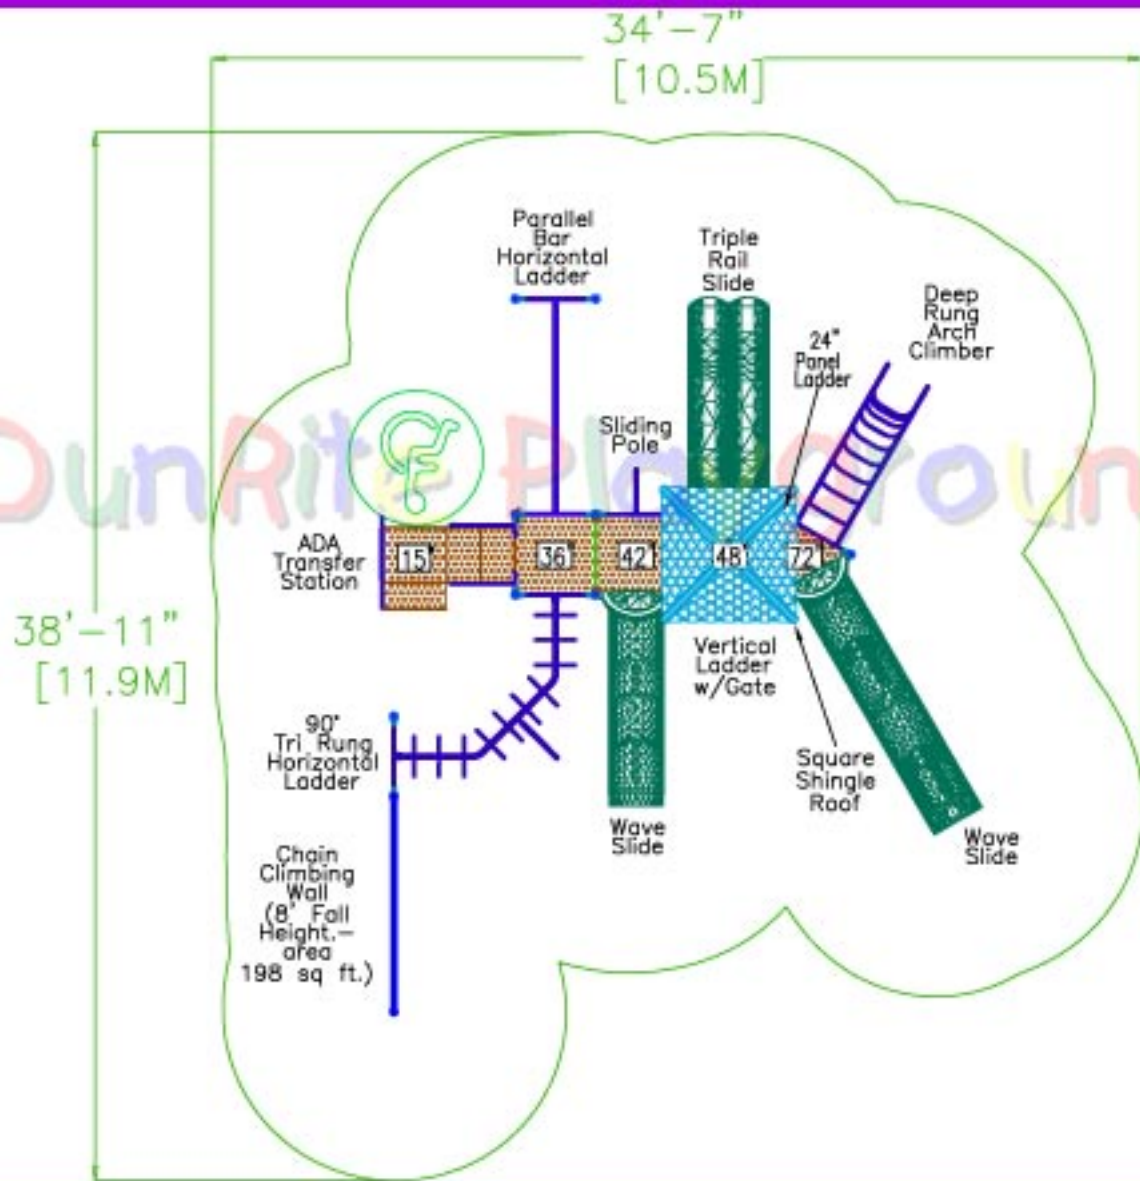 34'-7"
[10.5M]
Parallel
Bar
Horizontal
Ladder
Triple
Rail
Slide
Deep
Rung
Arch
Climber
24"
Panel
Ladder
Sliding
Pole
DunRite Playgroun
ADA
Transfer
Station
15"
36"
42"
48"
72"
38'-11"
[11.9M]
Vertical
Ladder
w/Gate
90°
Tri Rung
Horizontal
Ladder
Square
Shingle
Roof
Wave
Slide
Wave
Slide
Chain
Climbing
Wall
(8' Fall
Height.-
area
198 sq ft.)